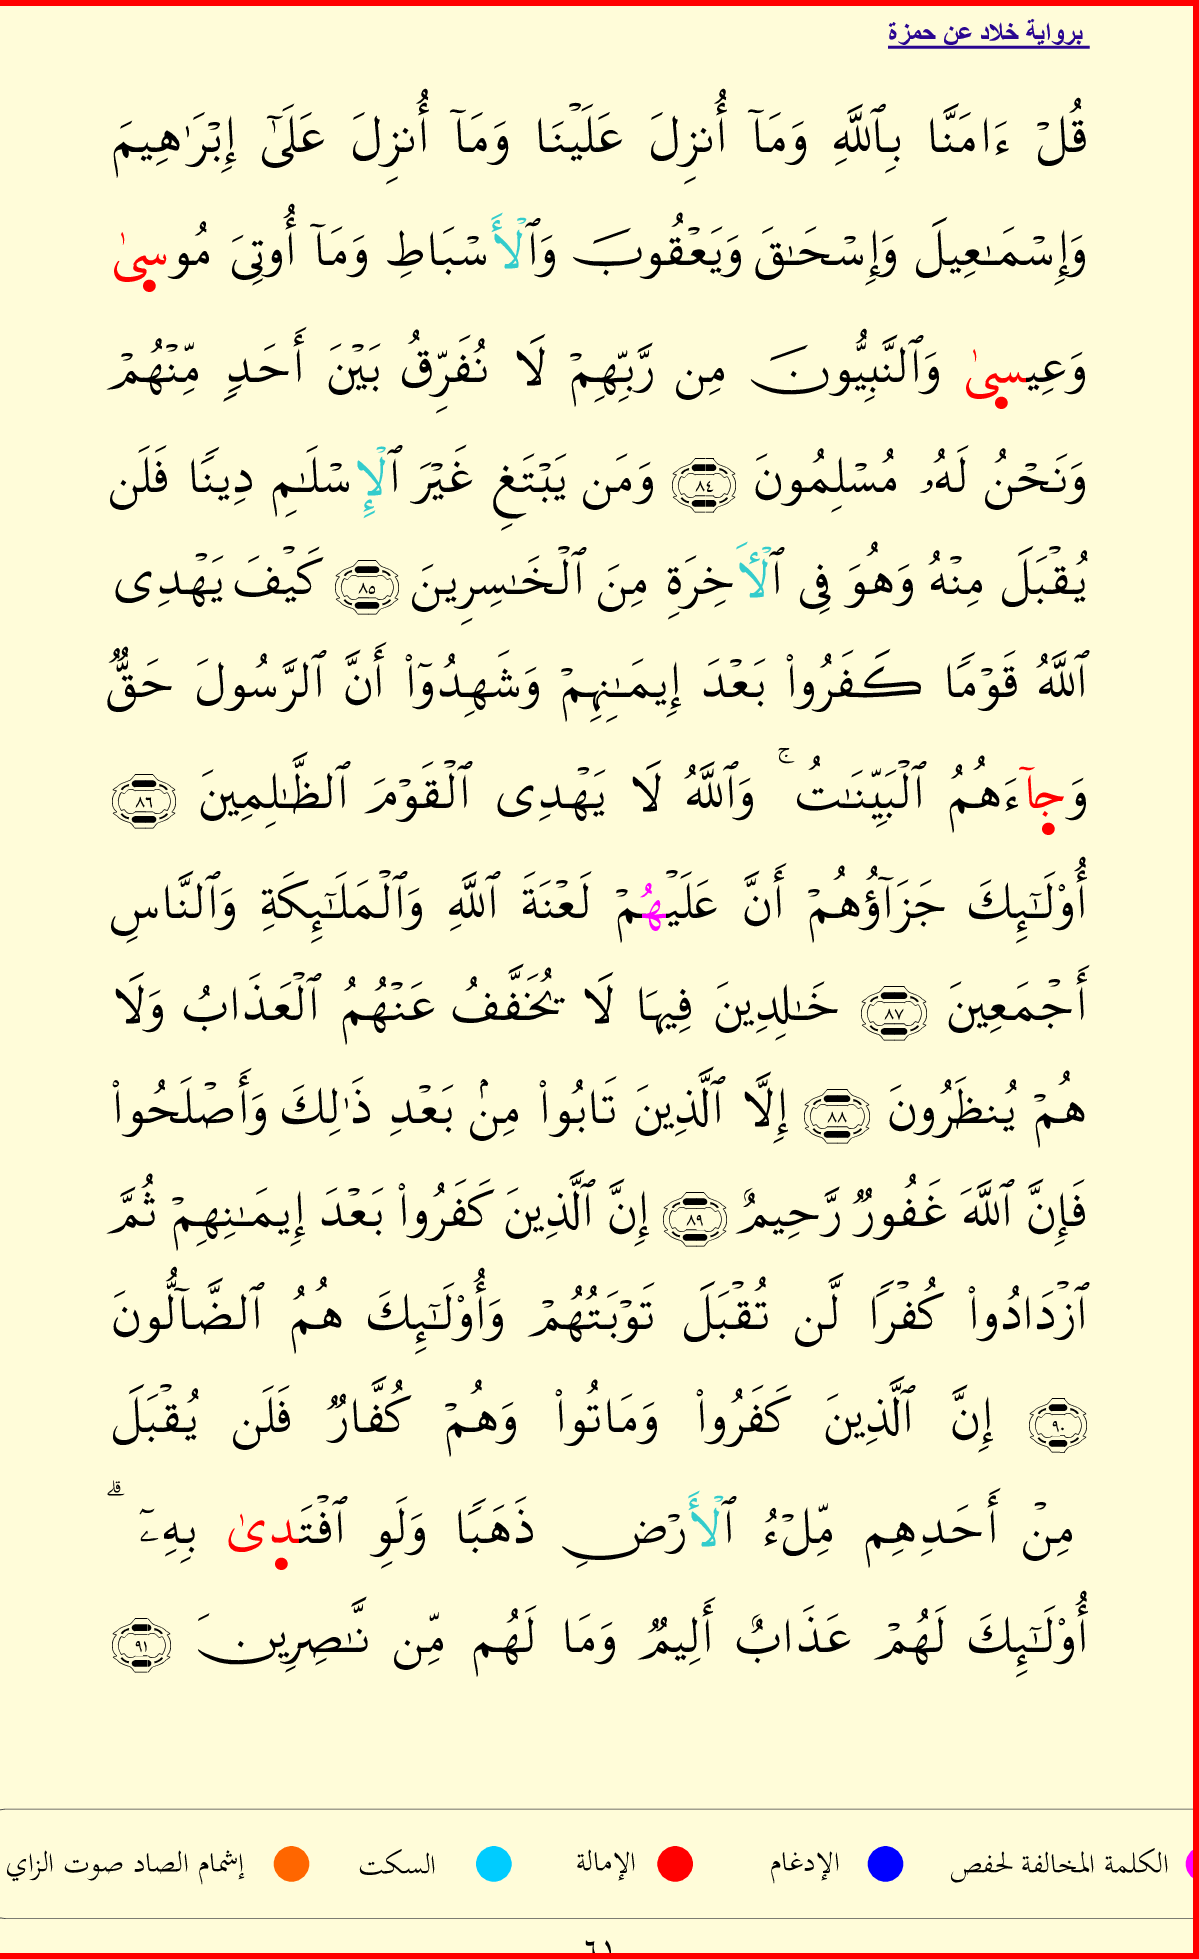 برواية خلاد عن حمزة
قُلْ ءَامَنَّا بِٱللَّهِ وَمَآ أُنزِلَ عَلَيْنَا وَمَآ أُنزِلَ عَلَىٰٓ إِبْرَٰهِيمَ
وَإِسْمَـٰعِيلَ وَإِسْحَـٰقَ وَيَعْقُوبَ وَٱلْأَسْبَاطِ وَمَآ أُوتِىَ مُوسىٰ
وَعِيسىٰ وَٱلنَّبِيُّونَ مِن رَّبِّهِمْ لَا نُفَرِّقُ بَيْنَ أَحَدٍ مِّنْهُمْ
وَنَحْنُ لَهُۥ مُسْلِمُونَ ٨٤ وَمَن يَبْتَغِ غَيْرَ ٱلْإِسْلَـٰمِ دِينًا فَلَن
يُقْبَلَ مِنْهُ وَهُوَ فِى ٱلْأَخِرَةِ مِنَ ٱلْخَـٰسِرِينَ ٨٥ كَيْفَ يَهْدِى
ٱللَّهُ قَوْمًا كَفَرُوا۟ بَعْدَ إِيمَـٰنِهِمْ وَشَهِدُوٓا۟ أَنَّ ٱلرَّسُولَ حَقٌّ
وَجآءَهُمُ ٱلْبَيِّنَـٰتُ ۚ وَٱللَّهُ لَا يَهْدِى ٱلْقَوْمَ ٱلظَّـٰلِمِينَ ٨٦
أُو۟لَـٰٓئِكَ جَزَآؤُهُمْ أَنَّ عَلَيْهُمْ لَعْنَةَ ٱللَّهِ وَٱلْمَلَـٰٓئِكَةِ وَٱلنَّاسِ
أَجْمَعِينَ ٨٧ خَـٰلِدِينَ فِيهَا لَا يُخَفَّفُ عَنْهُمُ ٱلْعَذَابُ وَلَا
هُمْ يُنظَرُونَ ٨٨ إِلَّا ٱلَّذِينَ تَابُوا۟ مِنۢ بَعْدِ ذَٰلِكَ وَأَصْلَحُوا۟
فَإِنَّ ٱللَّهَ غَفُورٌ رَّحِيمٌ ٨٩ إِنَّ ٱلَّذِينَ كَفَرُوا۟ بَعْدَ إِيمَـٰنِهِمْ ثُمَّ
ٱزْدَادُوا۟ كُفْرًا لَّن تُقْبَلَ تَوْبَتُهُمْ وَأُو۟لَـٰٓئِكَ هُمُ ٱلضَّآلُّونَ
٩٠ إِنَّ ٱلَّذِينَ كَفَرُوا۟ وَمَاتُوا۟ وَهُمْ كُفَّارٌ فَلَن يُقْبَلَ
مِنْ أَحَدِهِم مِّلْءُ ٱلْأَرْضِ ذَهَبًا وَلَوِ ٱفْتَدىٰ بِهِۦٓ ۗ
أُو۟لَـٰٓئِكَ لَهُمْ عَذَابٌ أَلِيمٌ وَمَا لَهُم مِّن نَّـٰصِرِينَ ٩١
الكلمة المخالفة لحفص الإدغام الإمالة السكت إشمام الصاد صوت الزاي
٦١